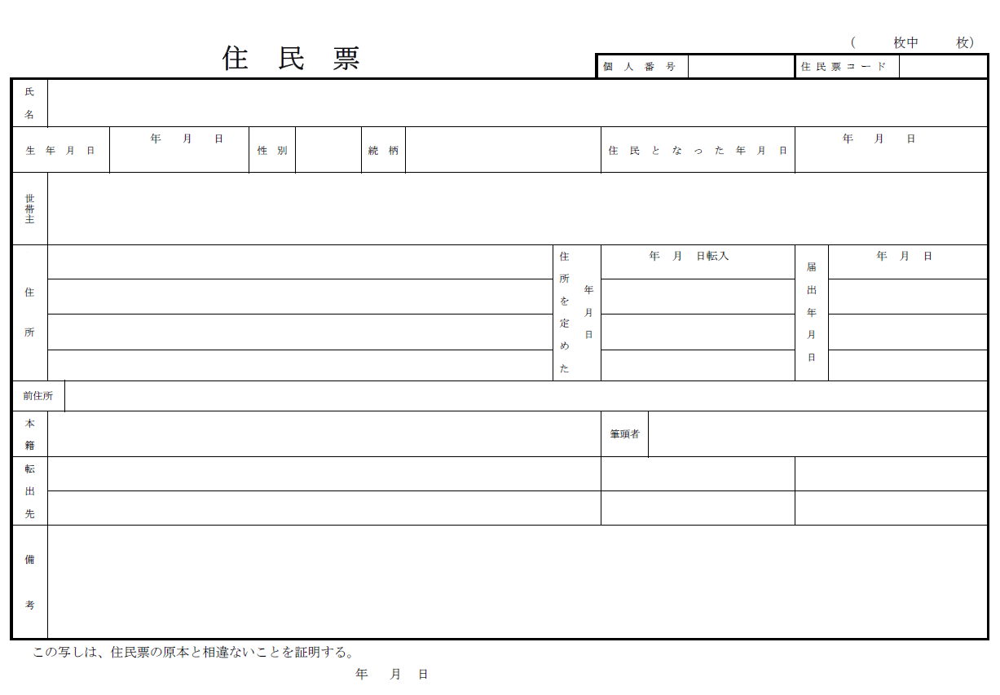 （　　　枚中　　　枚）
住　民　票
個　人　番　号
住 民 票 コ ー ド
氏名
生　年　月　日
年　　月　　日
性　別
続　柄
住　民　と　な　っ　た　年　月　日
年　　月　　日
世帯主
住所
住所を定めた
年月日
年　月　日転入
届出年月日
年　月　日
前住所
本籍
筆頭者
転出先
備考
この写しは、住民票の原本と相違ないことを証明する。
年　　月　　日